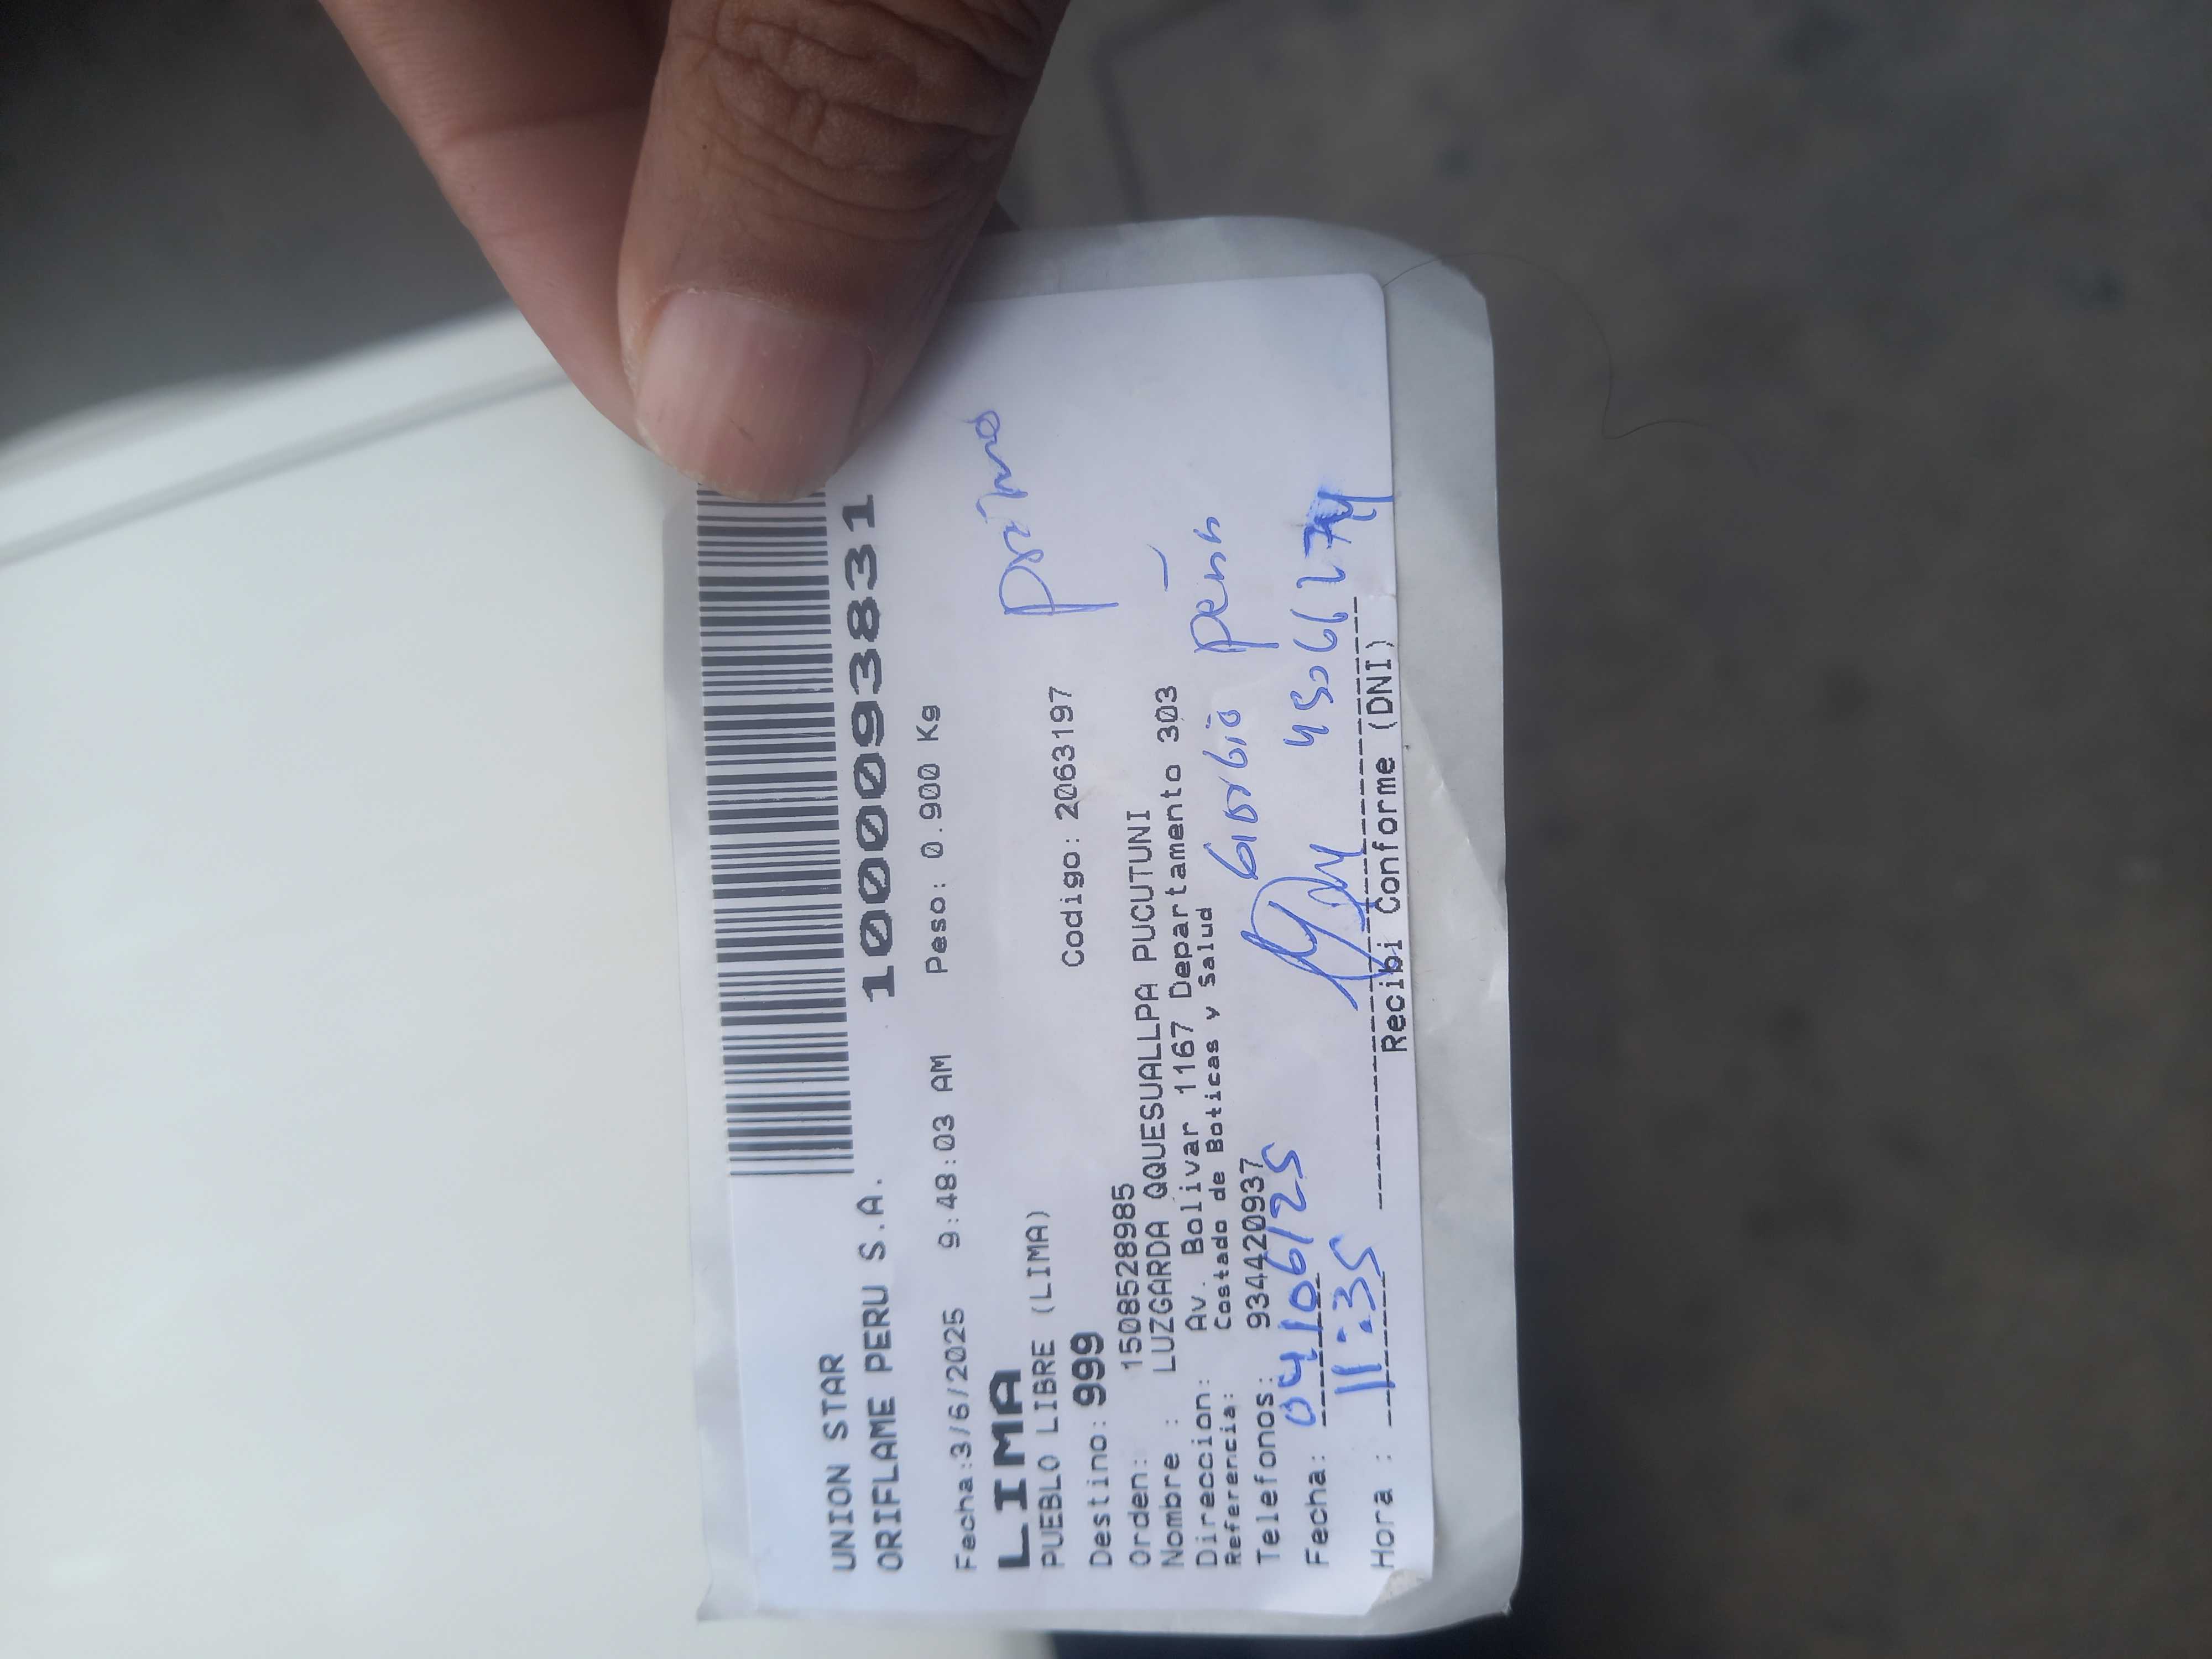 UNION STAR
ORIFLAME PERU S.A.
1000093831
Fecha:3/6/2025 9:48:03 AM Peso: 0.900 Kg
LIMA
PUEBLO LIBRE (LIMA)
primo
Destino: 999 Codigo: 2063197
Orden: 1508528985
Nombre : LUZGARDA QQUESUALLPA PUCUTUNI
Direccion: Av. Bolivar 1167 Departamento 303
Referencia: Costado de Boticas y Salud
Telefonos: 934420937
Giorbio peña
Fecha: 04/06/25
Hora : 11:35
Recibi Conforme (DNI)